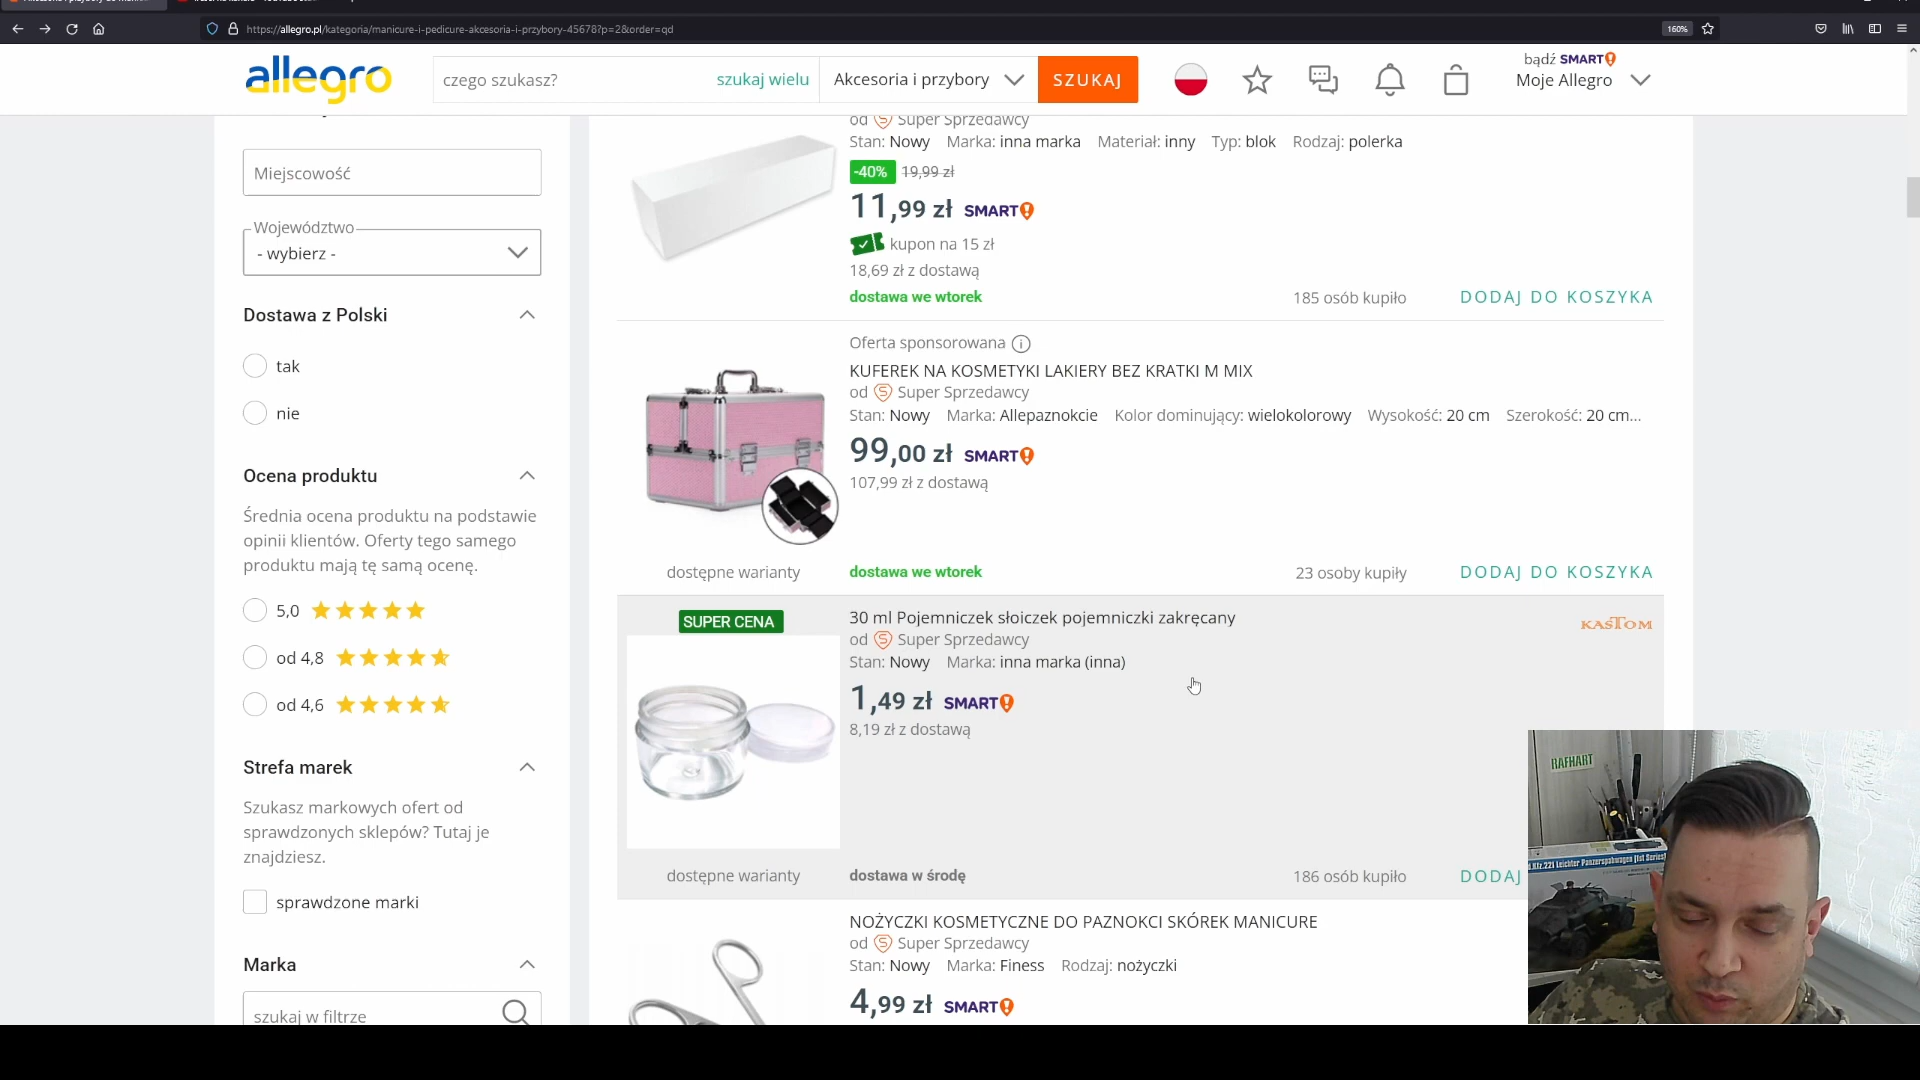 https://allegro.pl/kategoria/manicure-i-pedicure-akcesoria-i-przybory-45678?p=2&order=qd
160%
allegro
czego szukasz?
szukaj wielu
Akcesoria i przybory
SZUKAJ
bądź SMART!
Moje Allegro
Miejscowość
Województwo
- wybierz -
Dostawa z Polski
tak
nie
Ocena produktu
Średnia ocena produktu na podstawie
opinii klientów. Oferty tego samego
produktu mają tę samą ocenę.
5,0
od 4,8
od 4,6
Strefa marek
Szukasz markowych ofert od
sprawdzonych sklepów? Tutaj je
znajdziesz.
sprawdzone marki
Marka
szukaj w filtrze
od Super Sprzedawcy
Stan: Nowy Marka: inna marka Materiał: inny Typ: blok Rodzaj: polerka
-40% 19,99 zł
11,99 zł SMART!
kupon na 15 zł
18,69 zł z dostawą
dostawa we wtorek
185 osób kupiło
DODAJ DO KOSZYKA
Oferta sponsorowana
KUFEREK NA KOSMETYKI LAKIERY BEZ KRATKI M MIX
od Super Sprzedawcy
Stan: Nowy Marka: Allepaznokcie Kolor dominujący: wielokolorowy Wysokość: 20 cm Szerokość: 20 cm...
99,00 zł SMART!
107,99 zł z dostawą
dostępne warianty
dostawa we wtorek
23 osoby kupiły
DODAJ DO KOSZYKA
SUPER CENA
30 ml Pojemniczek słoiczek pojemniczki zakręcany
KASTOM
od Super Sprzedawcy
Stan: Nowy Marka: inna marka (inna)
1,49 zł SMART!
8,19 zł z dostawą
dostępne warianty
dostawa w środę
186 osób kupiło
DODAJ
NOŻYCZKI KOSMETYCZNE DO PAZNOKCI SKÓREK MANICURE
od Super Sprzedawcy
Stan: Nowy Marka: Finess Rodzaj: nożyczki
4,99 zł SMART!
RAFHART
Kfz.221 Leichter Panzerspähwagen (1st Series)